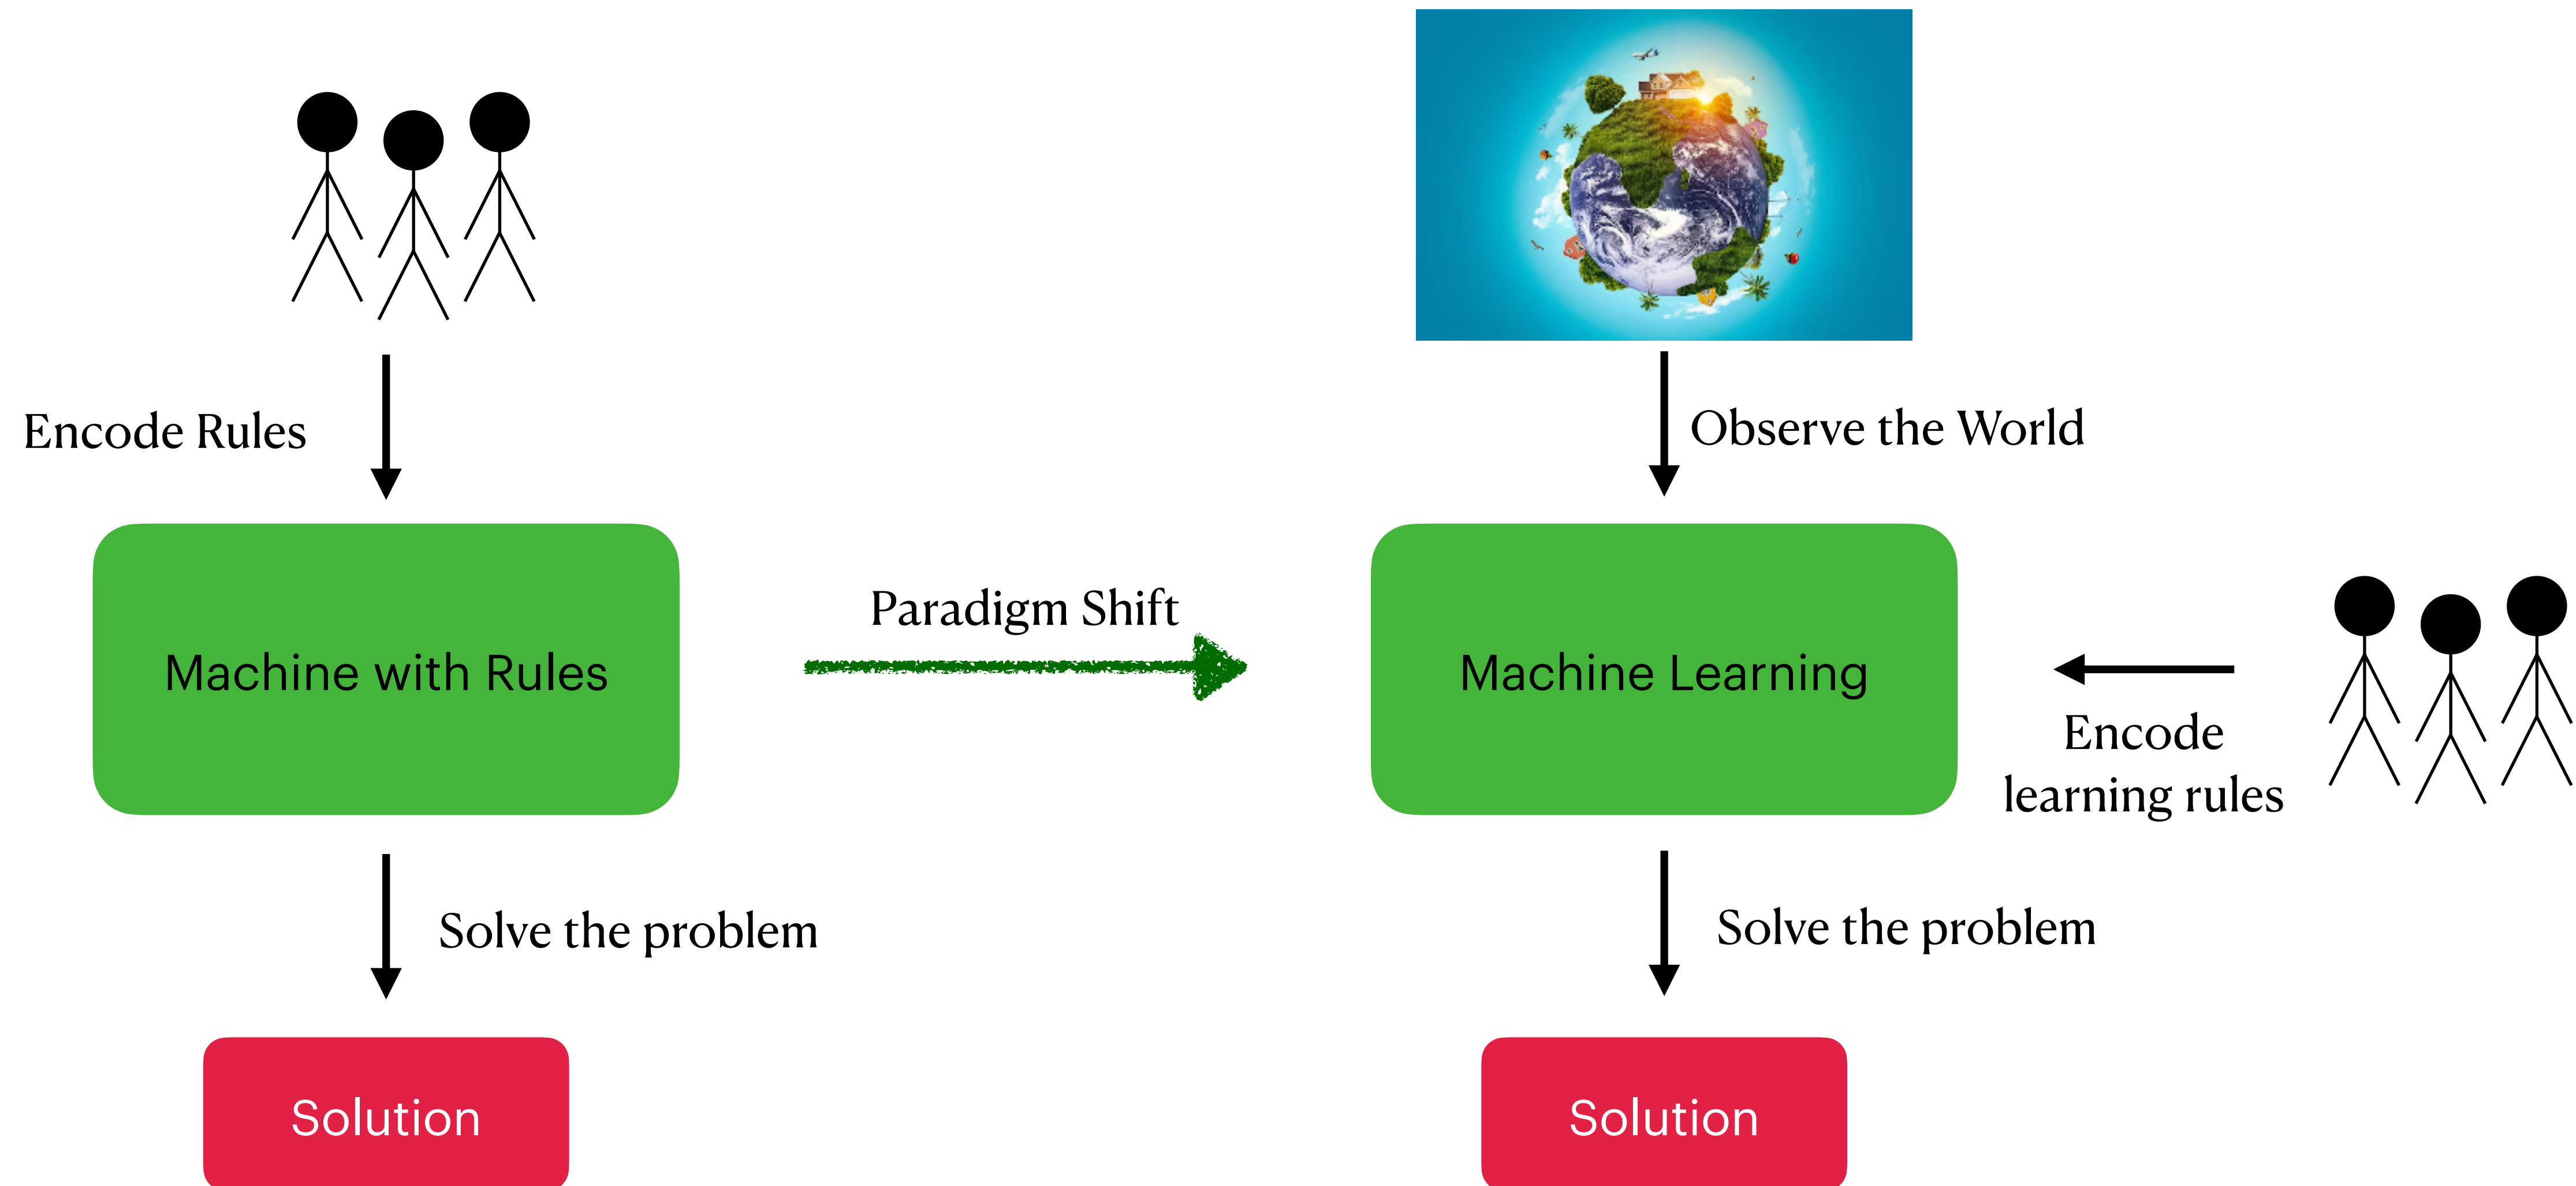 Encode Rules
Machine with Rules
Solve the problem
Solution
Paradigm Shift
Observe the World
Machine Learning
Encode
learning rules
Solve the problem
Solution